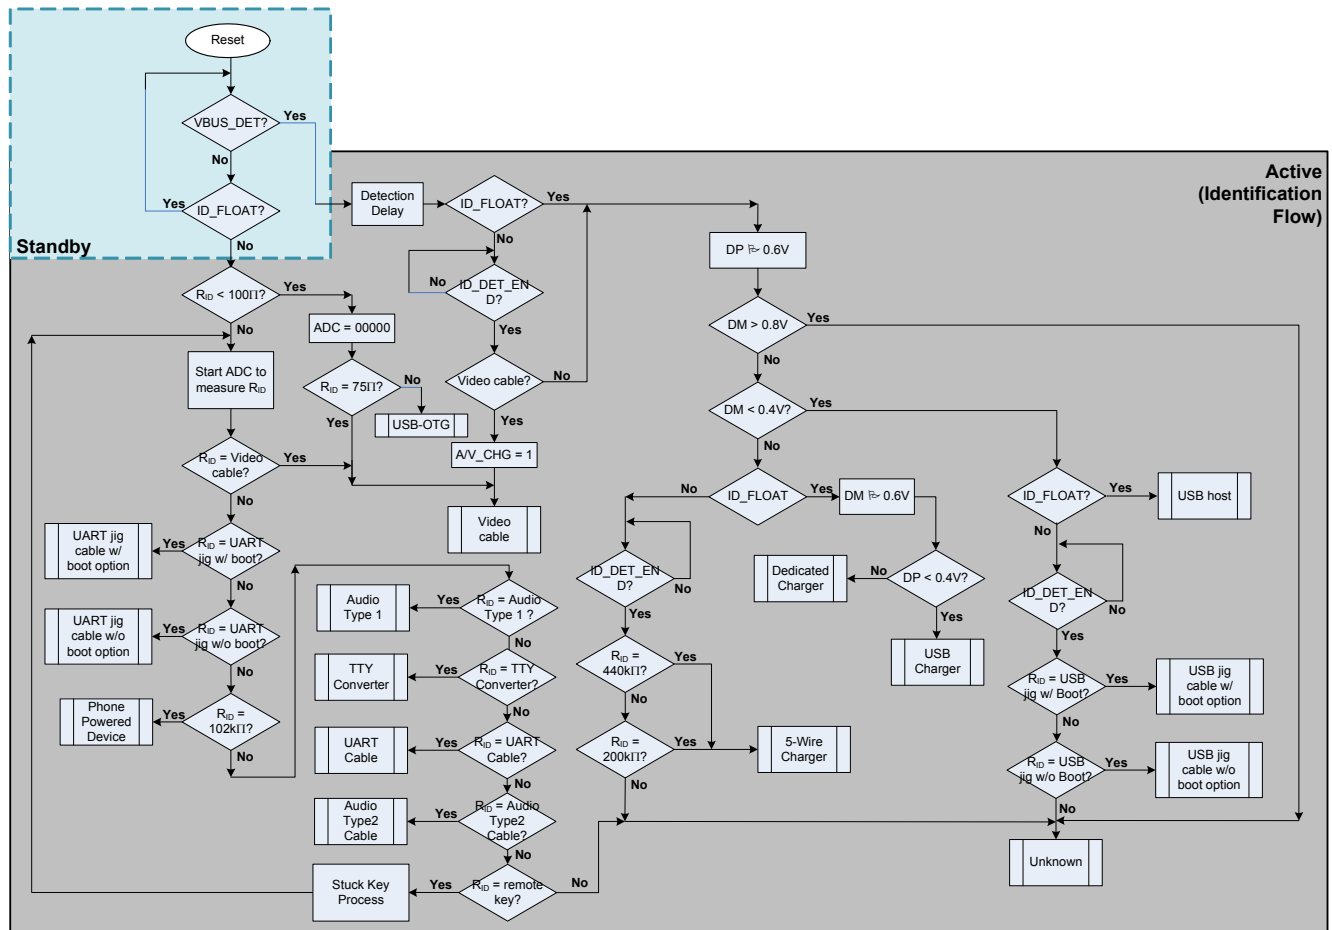 Reset
VBUS_DET?
Yes
No
ID_FLOAT?
Yes
Standby
No
Active
(Identification
Flow)
Detection
Delay
ID_FLOAT?
Yes
No
ID_DET_EN
D?
No
Yes
Video cable?
No
Yes
A/V_CHG = 1
Video
cable
RID < 100Π?
Yes
No
ADC = 00000
RID = 75Π?
No
Yes
USB-OTG
Start ADC to
measure RID
RID = Video
cable?
Yes
No
RID = UART
jig w/ boot?
Yes
UART jig
cable w/
boot option
No
RID = UART
jig w/o boot?
Yes
UART jig
cable w/o
boot option
No
RID =
102kΠ?
Yes
Phone
Powered
Device
No
RID = Audio
Type 1 ?
Yes
Audio
Type 1
No
RID = TTY
Converter?
Yes
TTY
Converter
No
RID = UART
Cable?
Yes
UART
Cable
No
RID = Audio
Type2
Cable?
Yes
Audio
Type2
Cable
No
RID = remote
key?
Yes
Stuck Key
Process
No
DP 0.6V
DM > 0.8V
Yes
No
DM < 0.4V?
Yes
No
ID_FLOAT
No
Yes
DM 0.6V
DP < 0.4V?
No
Dedicated
Charger
Yes
USB
Charger
ID_DET_EN
D?
No
Yes
RID =
440kΠ?
Yes
No
RID =
200kΠ?
Yes
No
5-Wire
Charger
ID_FLOAT?
Yes
USB host
No
ID_DET_EN
D?
No
Yes
RID = USB
jig w/ Boot?
Yes
USB jig
cable w/
boot option
No
RID = USB
jig w/o Boot?
Yes
USB jig
cable w/o
boot option
No
Unknown